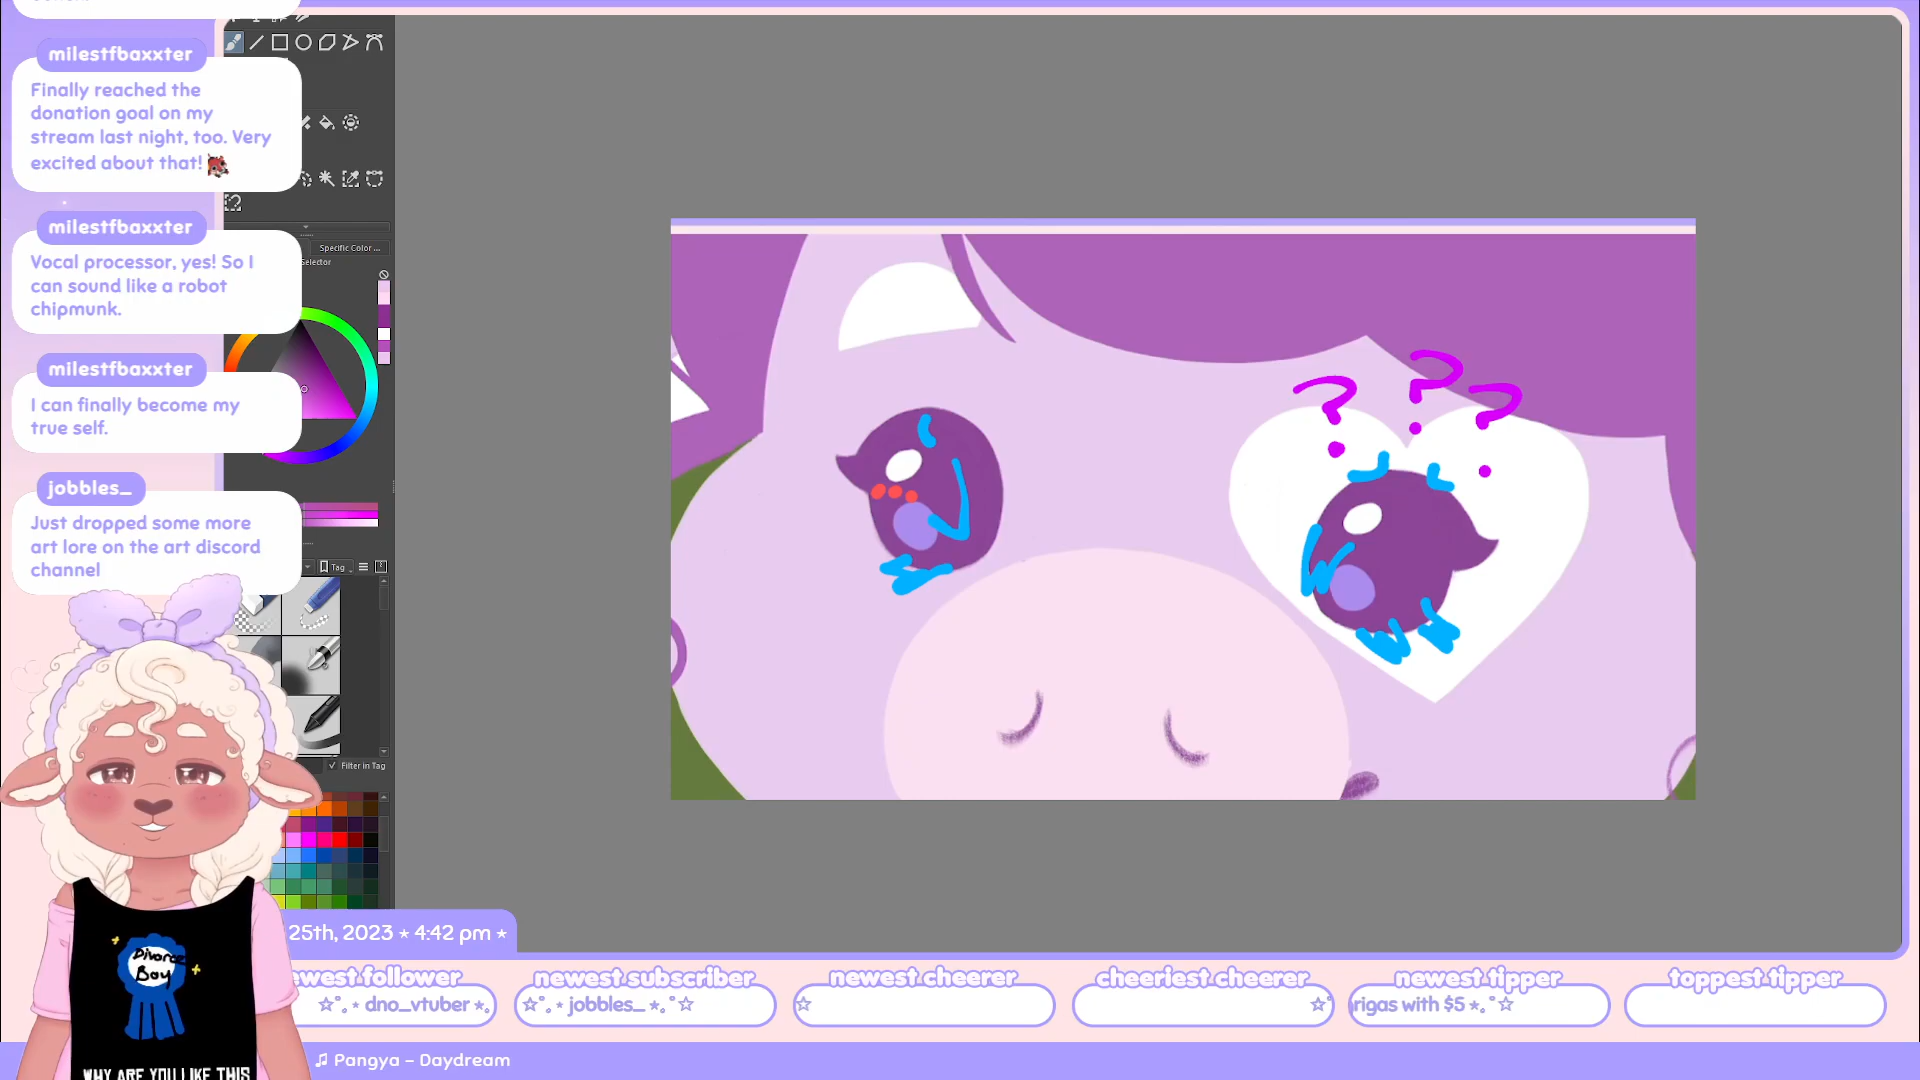 milestfbaxxter
Finally reached the
donation goal on my
stream last night, too. Very
excited about that!
milestfbaxxter
Vocal processor, yes! So I
can sound like a robot
chipmunk.
milestfbaxxter
I can finally become my
true self.
jobbles_
Just dropped some more
art lore on the art discord
channel
Specific Color ...
Selector
Tag
Filter in Tag
? ? ?
Divorce
Boy
WHY ARE YOU LIKE THIS
25th, 2023 ⋆ 4:42 pm ⋆
ewest follower
☆˚｡⋆ dno_vtuber ⋆｡
newest subscriber
☆˚｡⋆ jobbles_ ⋆｡˚☆
newest cheerer
☆
cheeriest cheerer
☆˚
newest tipper
rigas with $5 ⋆｡˚☆
toppest tipper
♫ Pangya - Daydream